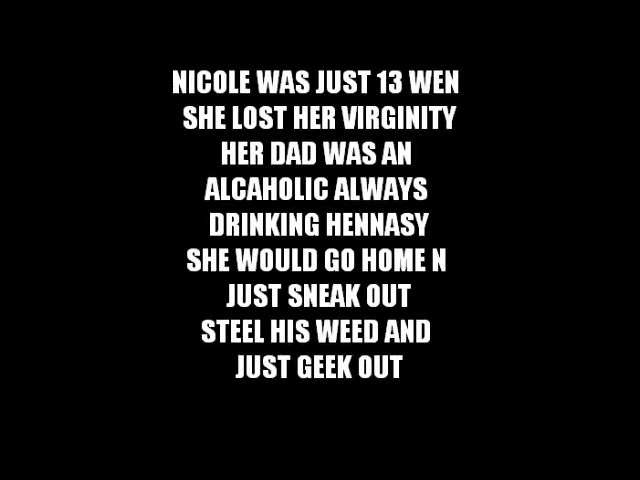 NICOLE WAS JUST 13 WEN
SHE LOST HER VIRGINITY
HER DAD WAS AN
ALCAHOLIC ALWAYS
DRINKING HENNASY
SHE WOULD GO HOME N
JUST SNEAK OUT
STEEL HIS WEED AND
JUST GEEK OUT